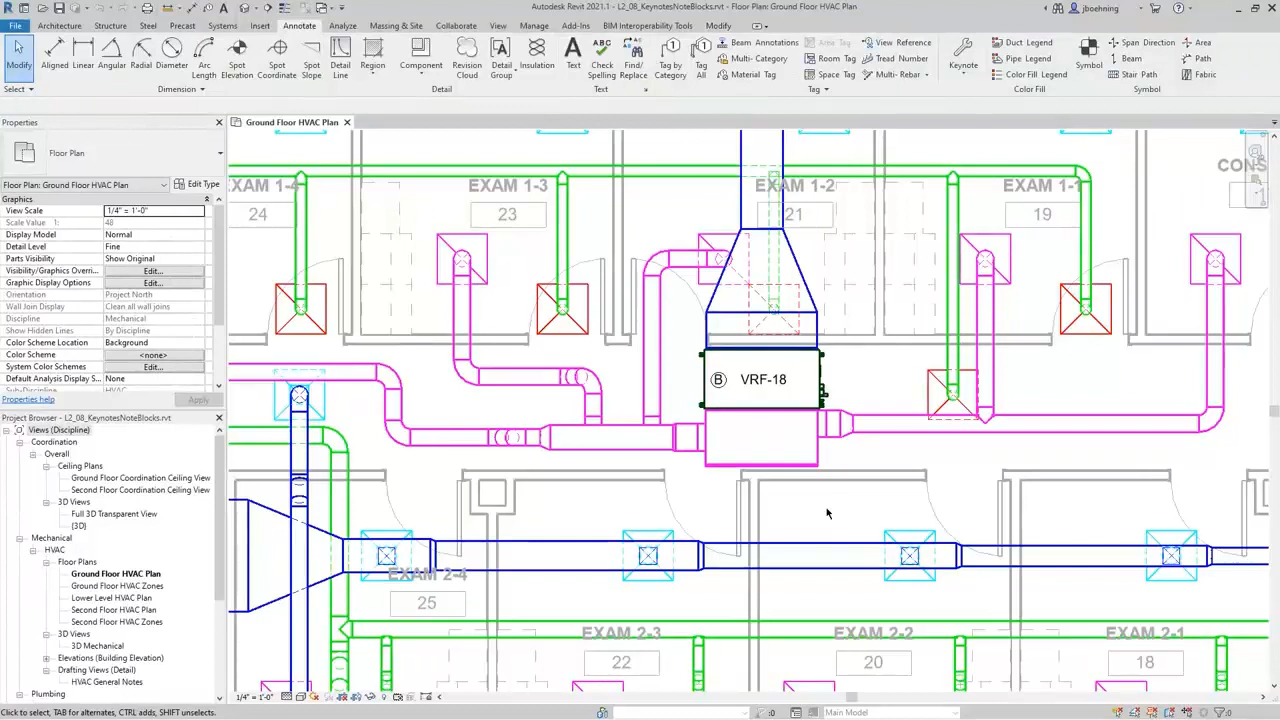 Autodesk Revit 2021.1 - L2_08_KeynotesNoteBlocks.rvt - Floor Plan: Ground Floor HVAC Plan
jboehning
File Architecture Structure Steel Precast Systems Insert Annotate Analyze Massing & Site Collaborate View Manage Add-Ins BIM Interoperability Tools Modify
Modify
Aligned Linear Angular Radial Diameter Arc Length Spot Elevation Spot Coordinate Spot Slope
Detail Line Region Component Revision Cloud Detail Group Insulation
Text Check Spelling Find/ Replace
Tag by Category Tag All
Beam Annotations Area Tag View Reference
Multi- Category Room Tag Tread Number
Material Tag Space Tag Multi- Rebar
Keynote
Duct Legend
Pipe Legend
Color Fill Legend
Symbol
Span Direction Area
Beam Path
Stair Path Fabric
Select Dimension Detail Text Tag Color Fill Symbol
Properties
Floor Plan
Floor Plan: Ground Floor HVAC Plan Edit Type
Graphics
View Scale 1/4" = 1'-0"
Scale Value 1: 48
Display Model Normal
Detail Level Fine
Parts Visibility Show Original
Visibility/Graphics Overri... Edit...
Graphic Display Options Edit...
Orientation Project North
Wall Join Display Clean all wall joins
Discipline Mechanical
Show Hidden Lines By Discipline
Color Scheme Location Background
Color Scheme <none>
System Color Schemes Edit...
Default Analysis Display S... None
Properties help Apply
Project Browser - L2_08_KeynotesNoteBlocks.rvt
Views (Discipline)
Coordination
Overall
Ceiling Plans
Ground Floor Coordination Ceiling View
Second Floor Coordination Ceiling View
3D Views
Full 3D Transparent View
{3D}
Mechanical
HVAC
Floor Plans
Ground Floor HVAC Plan
Ground Floor HVAC Zones
Lower Level HVAC Plan
Second Floor HVAC Plan
Second Floor HVAC Zones
3D Views
3D Mechanical
Elevations (Building Elevation)
Drafting Views (Detail)
HVAC General Notes
Plumbing
Ground Floor HVAC Plan
EXAM 1-4
24
EXAM 1-3
23
EXAM 1-2
21
EXAM 1-1
19
CONS
B VRF-18
EXAM 2-4
25
EXAM 2-3
22
EXAM 2-2
20
EXAM 2-1
18
1/4" = 1'-0"
Click to select, TAB for alternates, CTRL adds, SHIFT unselects.
:0
Main Model
:0